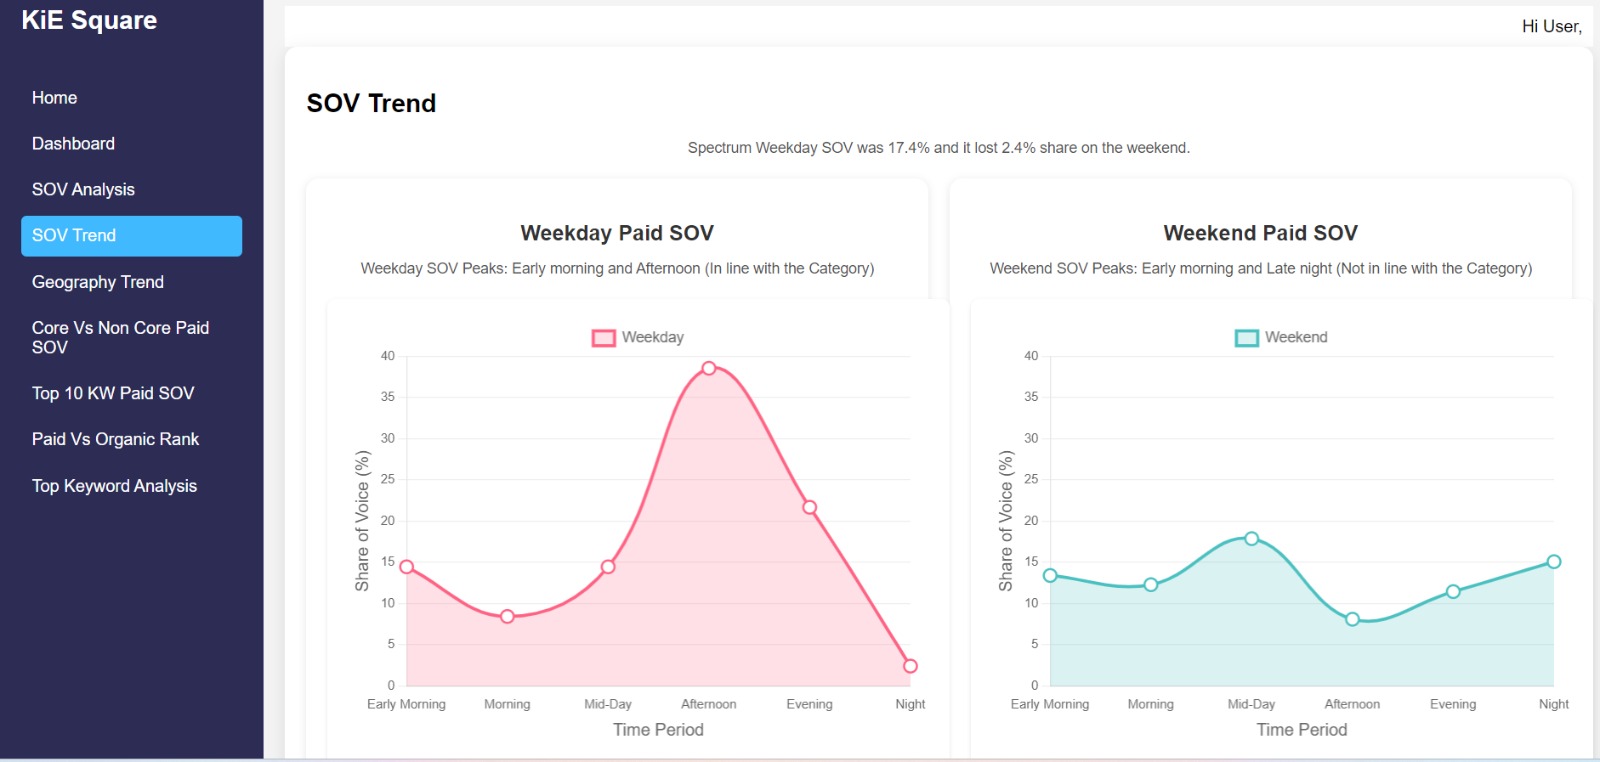 KiE Square
Hi User,
Home
Dashboard
SOV Analysis
SOV Trend
Geography Trend
Core Vs Non Core Paid
SOV
Top 10 KW Paid SOV
Paid Vs Organic Rank
Top Keyword Analysis
SOV Trend
Spectrum Weekday SOV was 17.4% and it lost 2.4% share on the weekend.
Weekday Paid SOV
Weekday SOV Peaks: Early morning and Afternoon (In line with the Category)
Weekday
Share of Voice (%)
40
35
30
25
20
15
10
5
0
Early Morning Morning Mid-Day Afternoon Evening Night
Time Period
Weekend Paid SOV
Weekend SOV Peaks: Early morning and Late night (Not in line with the Category)
Weekend
Share of Voice (%)
40
35
30
25
20
15
10
5
0
Early Morning Morning Mid-Day Afternoon Evening Night
Time Period